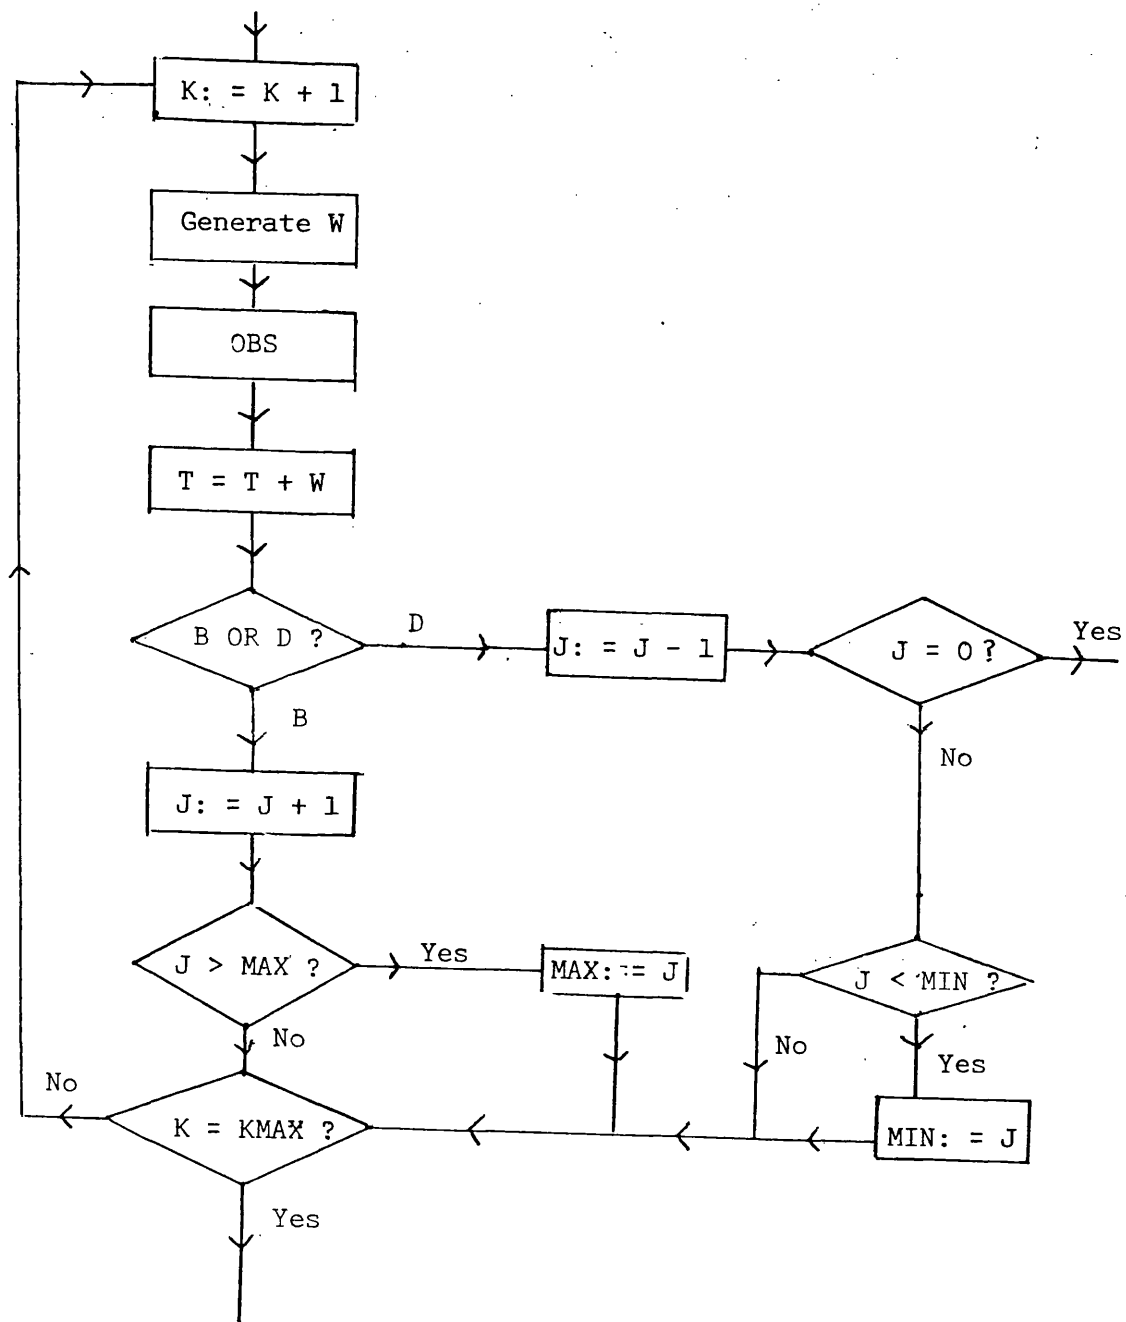 K: = K + 1
Generate W
OBS
T = T + W
B OR D ?
D
J: = J - 1
J = 0?
Yes
B
No
J: = J + 1
J > MAX ?
Yes
MAX: = J
J < MIN ?
No
No
Yes
No
K = KMAX ?
MIN: = J
Yes